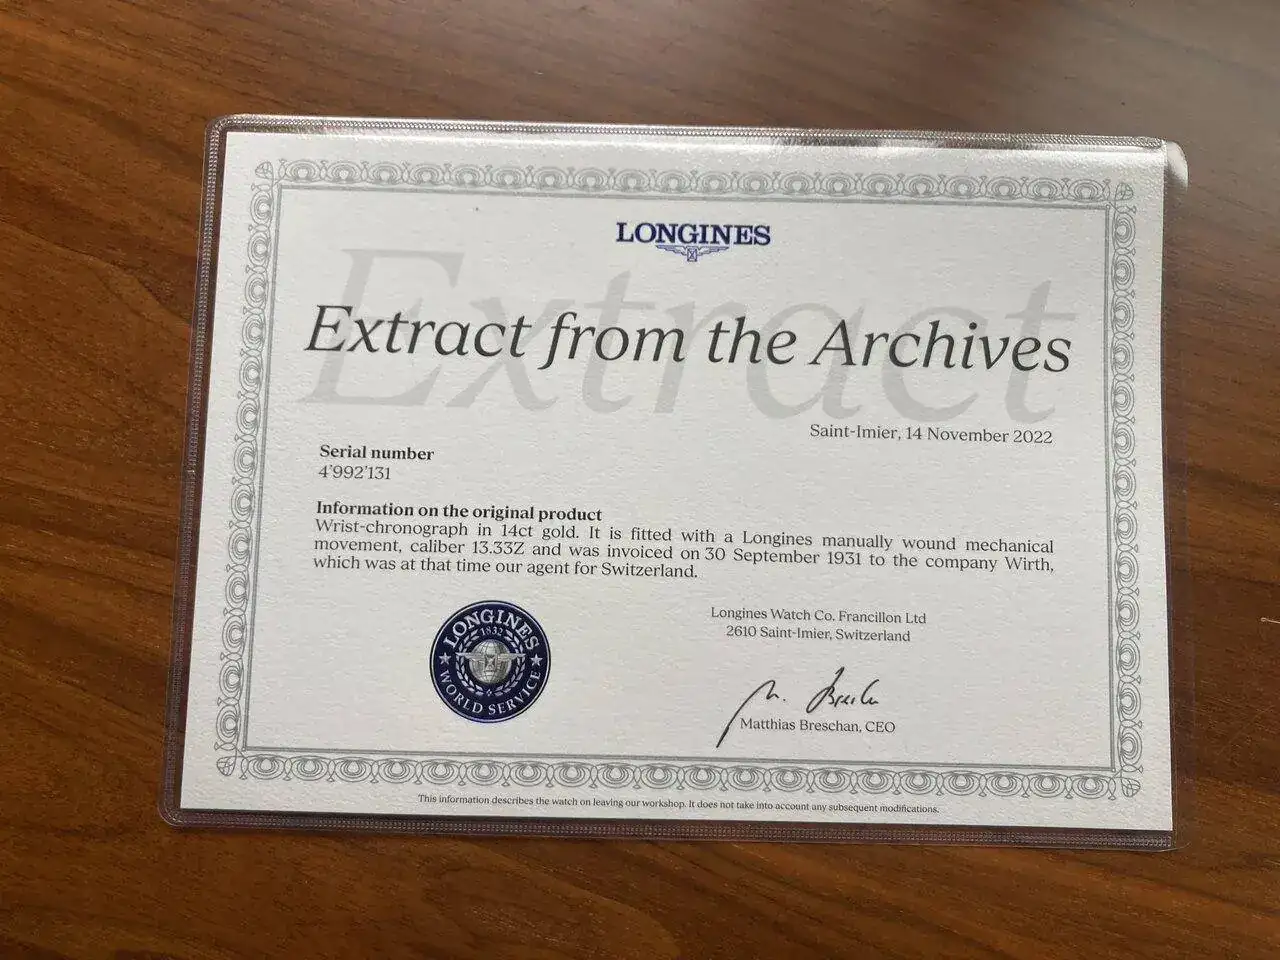 LONGINES
Extract
Extract from the Archives
Saint-Imier, 14 November 2022
Serial number
4'992'131
Information on the original product
Wrist-chronograph in 14ct gold. It is fitted with a Longines manually wound mechanical
movement, caliber 13.33Z and was invoiced on 30 September 1931 to the company Wirth,
which was at that time our agent for Switzerland.
LONGINES
1832
WORLD SERVICE
Longines Watch Co. Francillon Ltd
2610 Saint-Imier, Switzerland
M. Breschan
Matthias Breschan, CEO
This information describes the watch on leaving our workshop. It does not take into account any subsequent modifications.